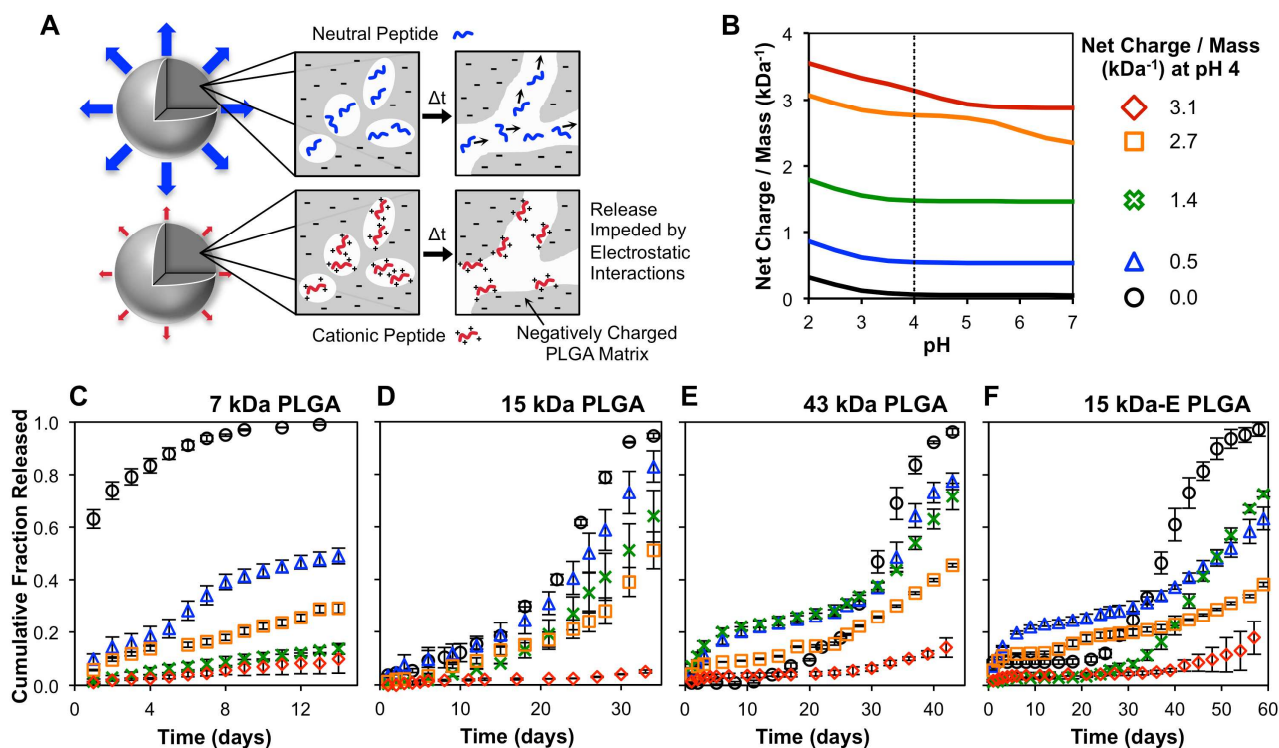 A
Neutral Peptide
Δt
Δt
Cationic Peptide
Release
Impeded by
Electrostatic
Interactions
Negatively Charged
PLGA Matrix
B
Net Charge / Mass (kDa⁻¹)
4
3
2
1
0
2 3 4 5 6 7
pH
Net Charge / Mass
(kDa⁻¹) at pH 4
3.1
2.7
1.4
0.5
0.0
C
7 kDa PLGA
Cumulative Fraction Released
1.0
0.8
0.6
0.4
0.2
0.0
0 4 8 12
Time (days)
D
15 kDa PLGA
0 10 20 30
Time (days)
E
43 kDa PLGA
0 10 20 30 40
Time (days)
F
15 kDa-E PLGA
0 10 20 30 40 50 60
Time (days)